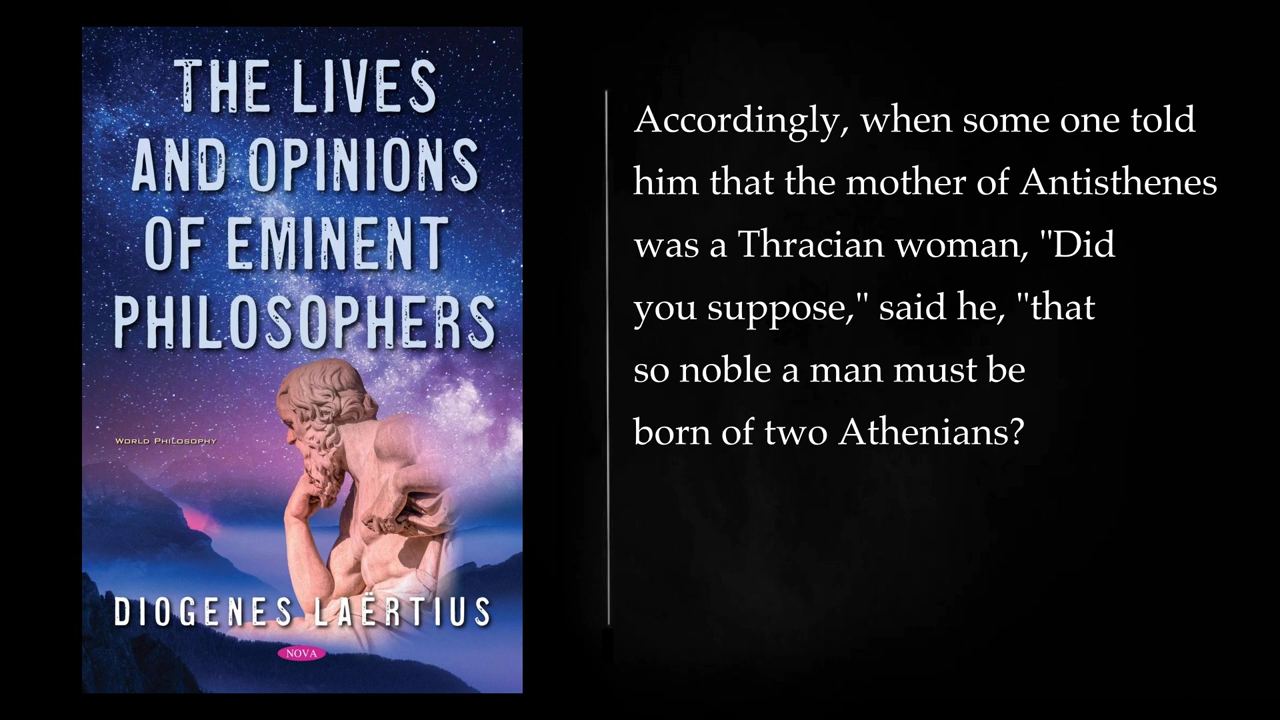 THE LIVES
AND OPINIONS
OF EMINENT
PHILOSOPHERS
WORLD PHILOSOPHY
DIOGENES LAËRTIUS
NOVA
Accordingly, when some one told
him that the mother of Antisthenes
was a Thracian woman, "Did
you suppose," said he, "that
so noble a man must be
born of two Athenians?